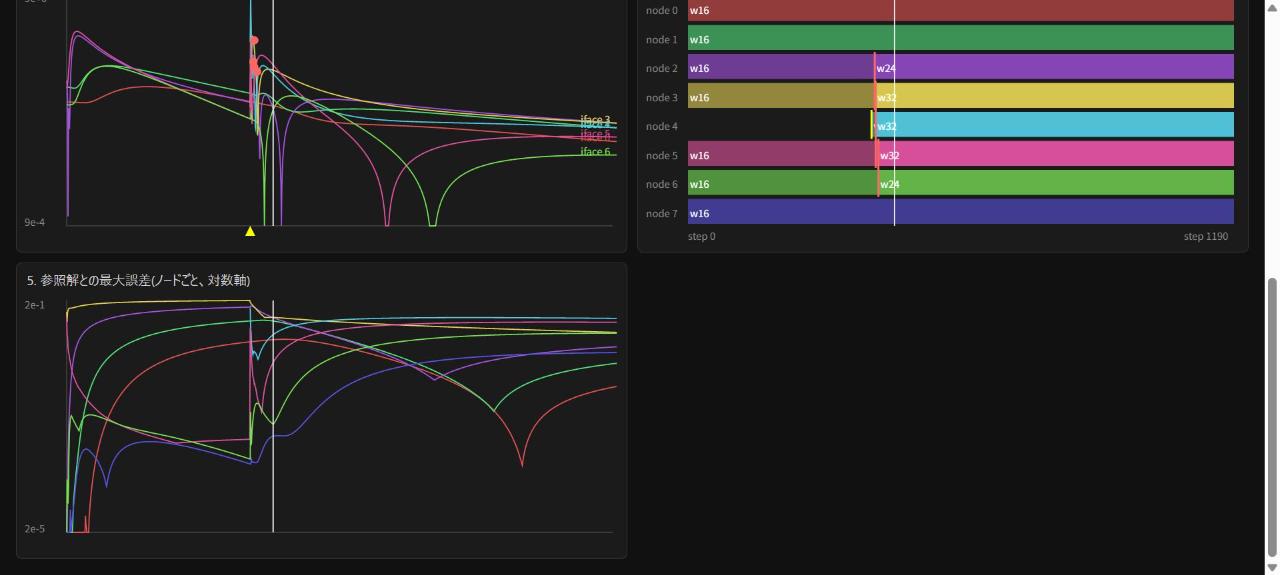 iface 3
iface 5
iface 6
9e-4
node 0 w16
node 1 w16
node 2 w16 w24
node 3 w16 w32
node 4 w32
node 5 w16 w32
node 6 w16 w24
node 7 w16
step 0 step 1190
5. 参照解との最大誤差(ノードごと、対数軸)
2e-1
2e-5